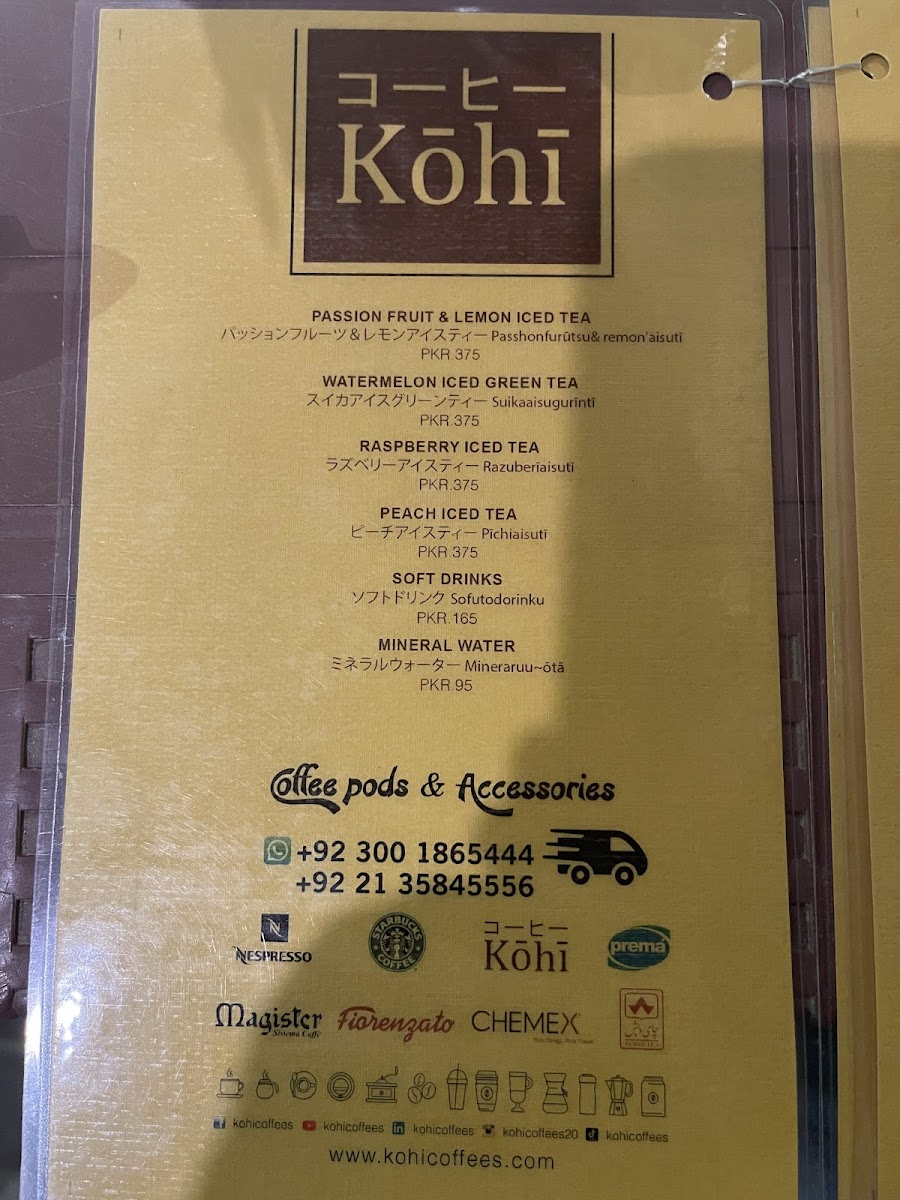 コーヒー
Kōhī
PASSION FRUIT & LEMON ICED TEA
パッションフルーツ＆レモンアイスティー Passhonfurūtsu& remon'aisutī
PKR.375
WATERMELON ICED GREEN TEA
スイカアイスグリーンティー Suikaaisugurīntī
PKR.375
RASPBERRY ICED TEA
ラズベリーアイスティー Razuberīaisutī
PKR.375
PEACH ICED TEA
ピーチアイスティー Pīchiaisutī
PKR.375
SOFT DRINKS
ソフトドリンク Sofutodorinku
PKR.165
MINERAL WATER
ミネラルウォーター Mineraruu~ōtā
PKR.95
Coffee pods & Accessories
+92 300 1865444
+92 21 35845556
N
NESPRESSO
STARBUCKS COFFEE
コーヒー
Kōhī
prema
Magister
Sistema Caffè
Fiorenzato
CHEMEX
kohicoffees kohicoffees kohicoffees kohicoffees20 kohicoffees
www.kohicoffees.com